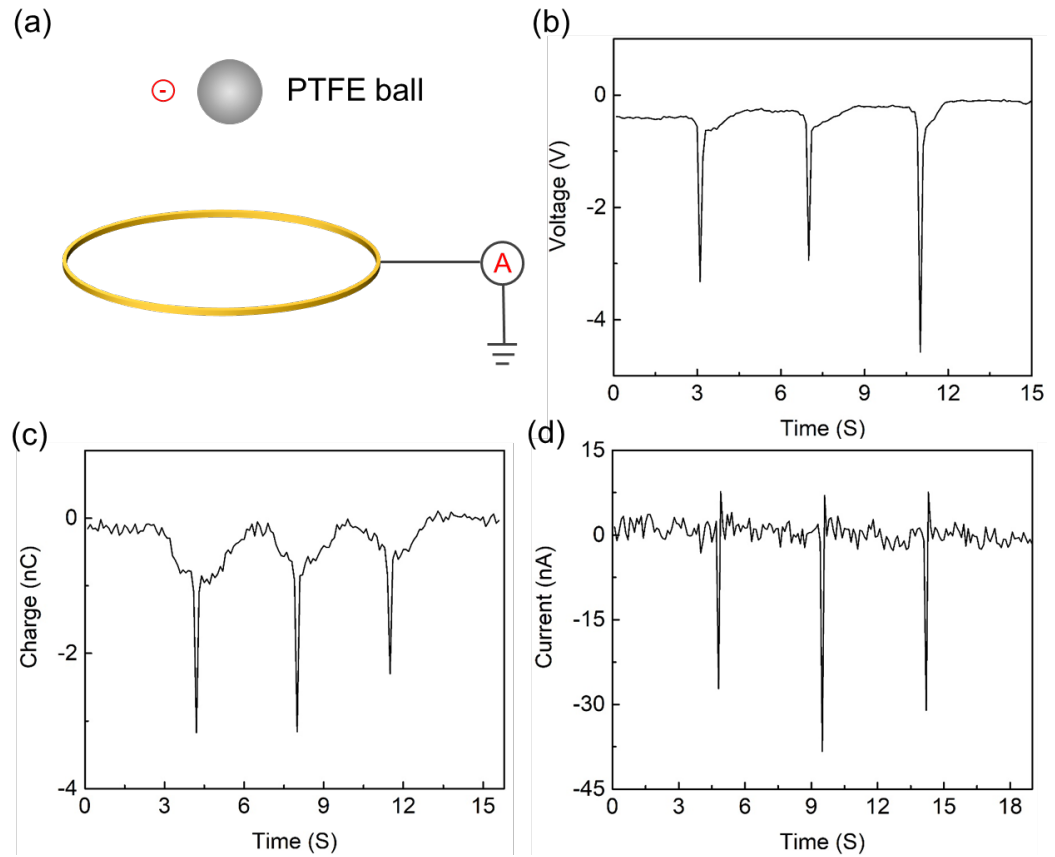 (a)
-
PTFE ball
A
(b)
0
-2
-4
Voltage (V)
0
3
6
9
12
15
Time (S)
(c)
0
-2
-4
Charge (nC)
0
3
6
9
12
15
Time (S)
(d)
15
0
-15
-30
-45
Current (nA)
0
3
6
9
12
15
18
Time (S)